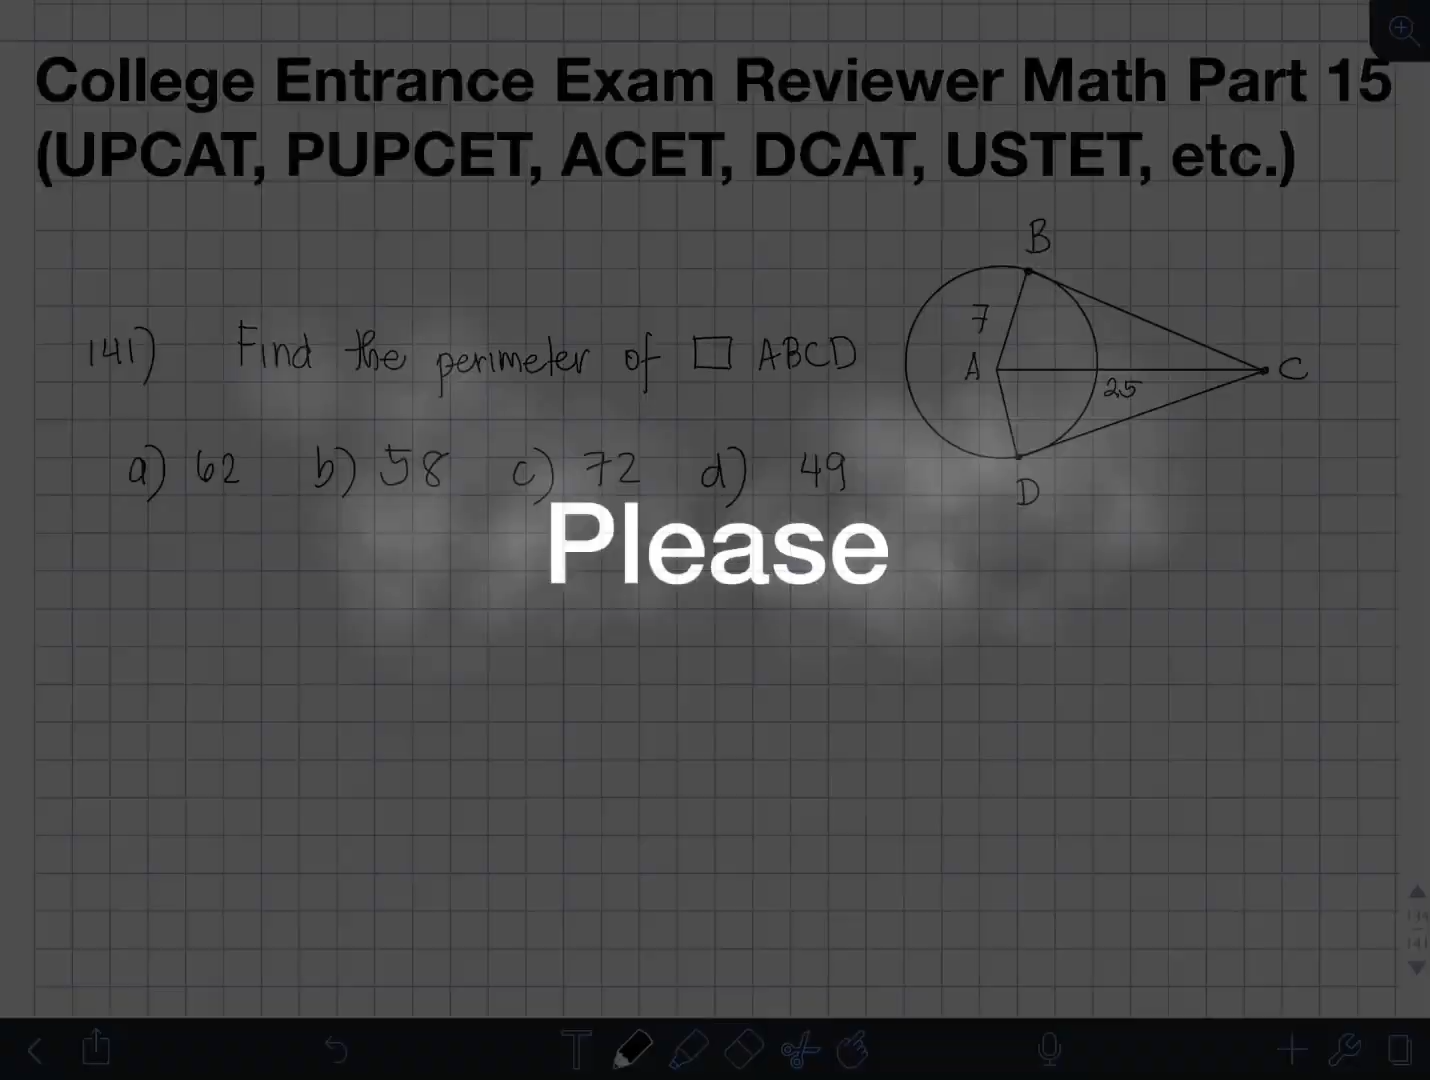 College Entrance Exam Reviewer Math Part 15
(UPCAT, PUPCET, ACET, DCAT, USTET, etc.)
B
7
141) Find the perimeter of □ ABCD
A
C
25
a) 62 b) 58 c) 72 d) 49
D
Please
T